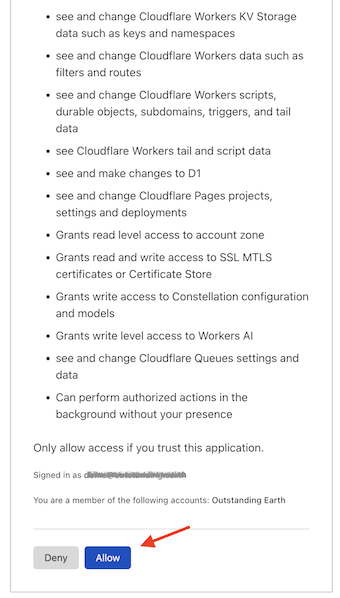 • see and change Cloudflare Workers KV Storage
data such as keys and namespaces
• see and change Cloudflare Workers data such as
filters and routes
• see and change Cloudflare Workers scripts,
durable objects, subdomains, triggers, and tail
data
• see Cloudflare Workers tail and script data
• see and make changes to D1
• see and change Cloudflare Pages projects,
settings and deployments
• Grants read level access to account zone
• Grants read and write access to SSL MTLS
certificates or Certificate Store
• Grants write access to Constellation configuration
and models
• Grants write level access to Workers AI
• see and change Cloudflare Queues settings and
data
• Can perform authorized actions in the
background without your presence
Only allow access if you trust this application.
Signed in as
You are a member of the following accounts: Outstanding Earth
Deny Allow